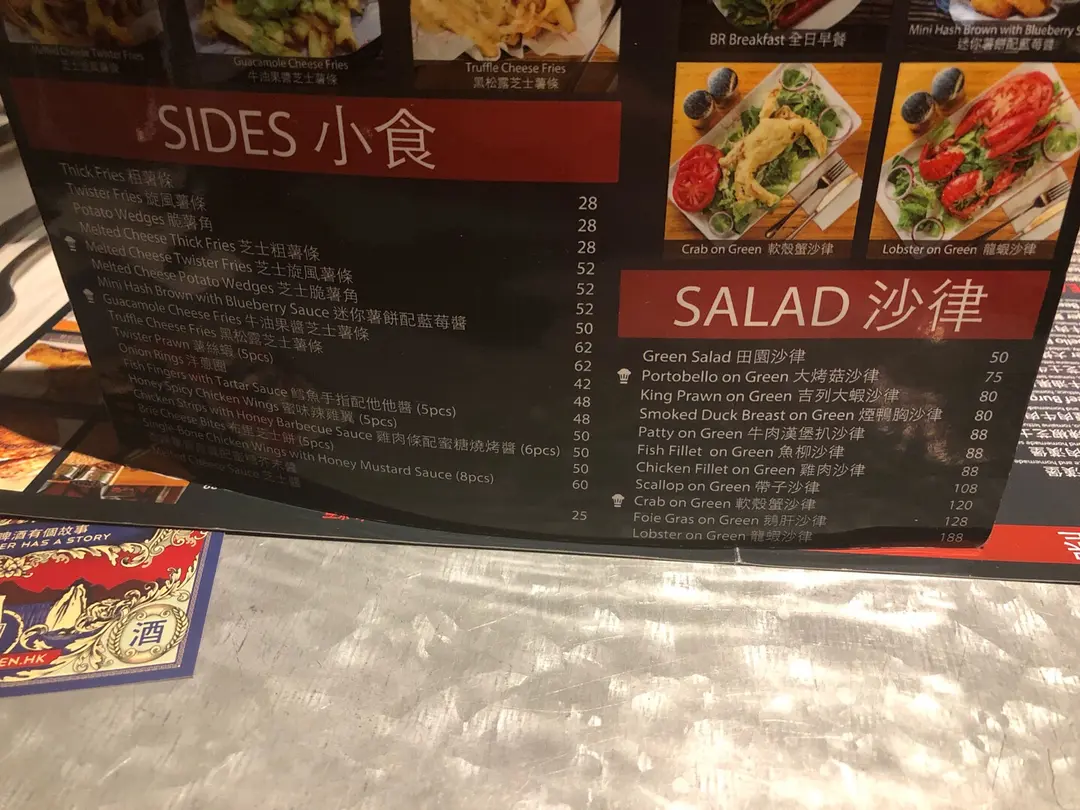 Melted Cheese Twister Fries
芝士旋風薯條
Guacamole Cheese Fries
牛油果醬芝士薯條
Truffle Cheese Fries
黑松露芝士薯條
BR Breakfast 全日早餐
Mini Hash Brown with Blueberry
迷你薯餅配藍莓醬
SIDES 小食
Thick Fries 粗薯條 28
Twister Fries 旋風薯條 28
Potato Wedges 脆薯角 28
Melted Cheese Thick Fries 芝士粗薯條 52
Melted Cheese Twister Fries 芝士旋風薯條 52
Melted Cheese Potato Wedges 芝士脆薯角 52
Mini Hash Brown with Blueberry Sauce 迷你薯餅配藍莓醬 50
Guacamole Cheese Fries 牛油果醬芝士薯條 62
Truffle Cheese Fries 黑松露芝士薯條 62
Twister Prawn 薯絲蝦 (5pcs) 42
Onion Rings 洋蔥圈 48
Fish Fingers with Tartar Sauce 鱈魚手指配他他醬 (5pcs) 48
Honey Spicy Chicken Wings 蜜味辣雞翼 (5pcs) 50
Chicken Strips with Honey Barbecue Sauce 雞肉條配蜜糖燒烤醬 (6pcs) 50
Brie Cheese Bites 布里芝士餅 (5pcs) 50
Single-Bone Chicken Wings with Honey Mustard Sauce (8pcs) 60
Cheese Sauce 芝士醬 25
Crab on Green 軟殼蟹沙律
Lobster on Green 龍蝦沙律
SALAD 沙律
Green Salad 田園沙律 50
Portobello on Green 大烤菇沙律 75
King Prawn on Green 吉列大蝦沙律 80
Smoked Duck Breast on Green 煙鴨胸沙律 80
Patty on Green 牛肉漢堡扒沙律 88
Fish Fillet on Green 魚柳沙律 88
Chicken Fillet on Green 雞肉沙律 88
Scallop on Green 帶子沙律 108
Crab on Green 軟殼蟹沙律 120
Foie Gras on Green 鵝肝沙律 128
Lobster on Green 龍蝦沙律 188
啤酒有個故事
ER HAS A STORY
酒
EN.HK